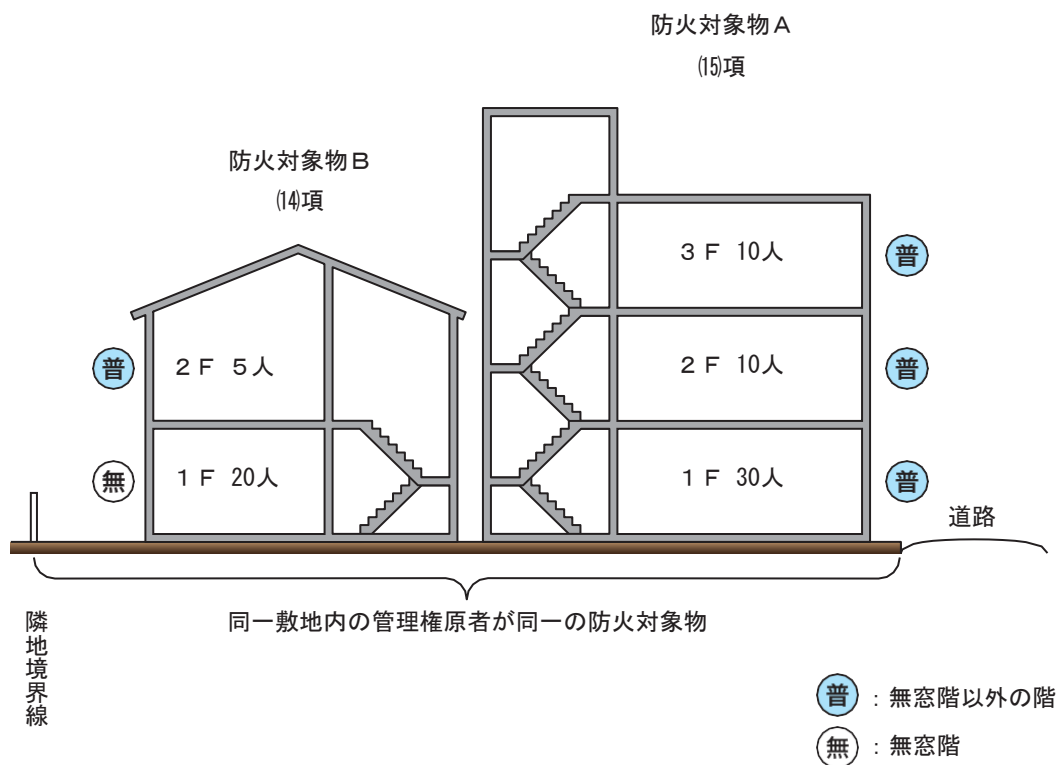 防火対象物A
⒂項
防火対象物B
⒁項
3F 10人
普
普
2F 5人
2F 10人
普
無
1F 20人
1F 30人
普
道路
同一敷地内の管理権原者が同一の防火対象物
隣地境界線
普:無窓階以外の階
無:無窓階